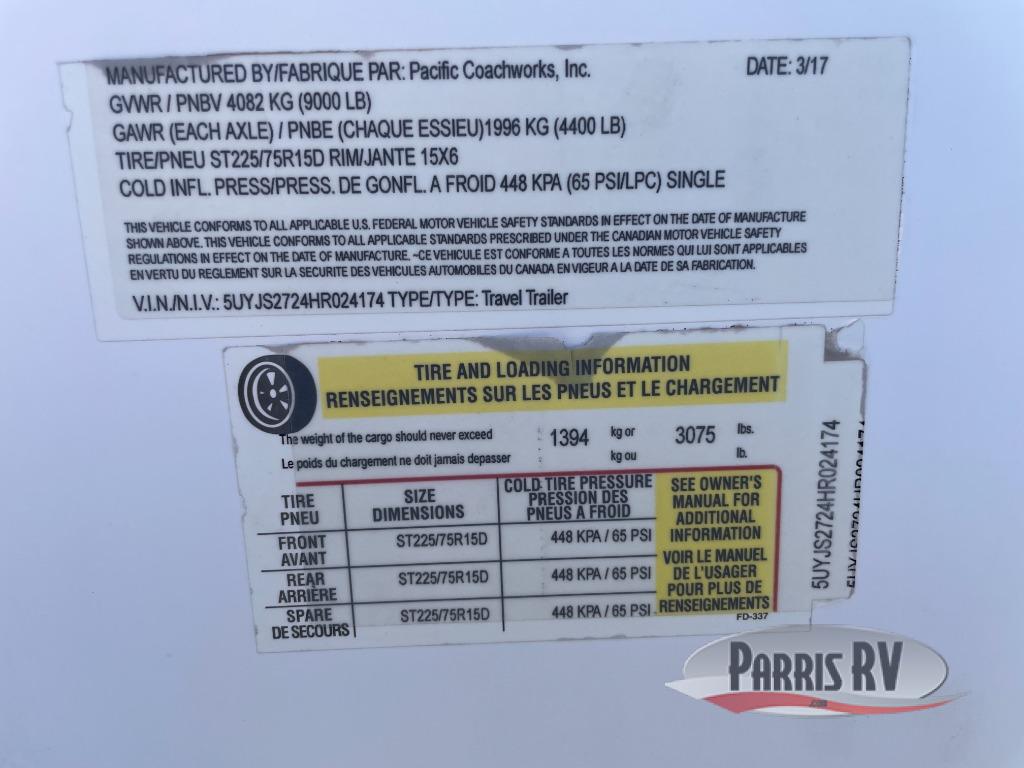 MANUFACTURED BY/FABRIQUE PAR: Pacific Coachworks, Inc. DATE: 3/17
GVWR / PNBV 4082 KG (9000 LB)
GAWR (EACH AXLE) / PNBE (CHAQUE ESSIEU)1996 KG (4400 LB)
TIRE/PNEU ST225/75R15D RIM/JANTE 15X6
COLD INFL. PRESS/PRESS. DE GONFL. A FROID 448 KPA (65 PSI/LPC) SINGLE
THIS VEHICLE CONFORMS TO ALL APPLICABLE U.S. FEDERAL MOTOR VEHICLE SAFETY STANDARDS IN EFFECT ON THE DATE OF MANUFACTURE
SHOWN ABOVE. THIS VEHICLE CONFORMS TO ALL APPLICABLE STANDARDS PRESCRIBED UNDER THE CANADIAN MOTOR VEHICLE SAFETY
REGULATIONS IN EFFECT ON THE DATE OF MANUFACTURE. ~CE VEHICULE EST CONFORME A TOUTES LES NORMES QUI LUI SONT APPLICABLES
EN VERTU DU REGLEMENT SUR LA SECURITE DES VEHICULES AUTOMOBILES DU CANADA EN VIGEUR A LA DATE DE SA FABRICATION.
V.I.N./N.I.V.: 5UYJS2724HR024174 TYPE/TYPE: Travel Trailer
TIRE AND LOADING INFORMATION
RENSEIGNEMENTS SUR LES PNEUS ET LE CHARGEMENT
The weight of the cargo should never exceed 1394 kg or 3075 lbs.
Le poids du chargement ne doit jamais depasser kg ou lb.
TIRE
PNEU
SIZE
DIMENSIONS
COLD TIRE PRESSURE
PRESSION DES
PNEUS A FROID
FRONT
AVANT
ST225/75R15D 448 KPA / 65 PSI
REAR
ARRIÈRE
ST225/75R15D 448 KPA / 65 PSI
SPARE
DE SECOURS
ST225/75R15D 448 KPA / 65 PSI
SEE OWNER'S
MANUAL FOR
ADDITIONAL
INFORMATION
VOIR LE MANUEL
DE L'USAGER
POUR PLUS DE
RENSEIGNEMENTS
FD-337
5UYJS2724HR024174
PARRIS RV
.com